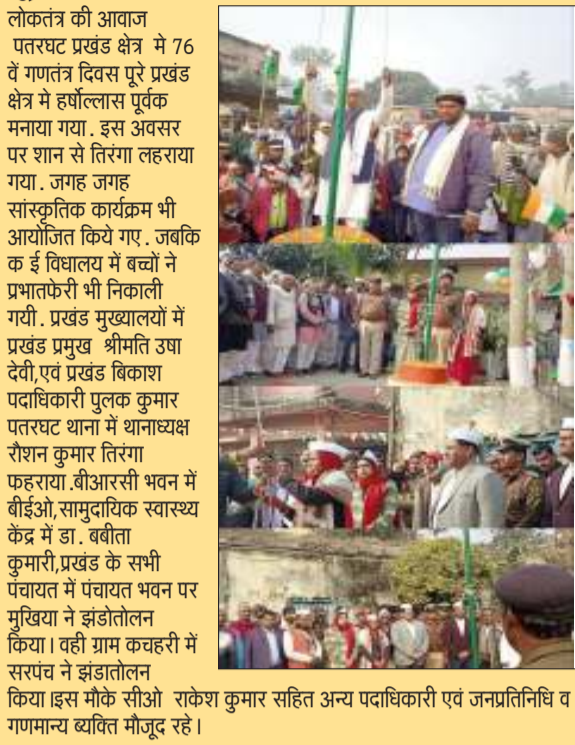 लोकतंत्र की आवाज
पतरघट प्रखंड क्षेत्र मे 76
वें गणतंत्र दिवस पूरे प्रखंड
क्षेत्र मे हर्षोल्लास पूर्वक
मनाया गया. इस अवसर
पर शान से तिरंगा लहराया
गया. जगह जगह
सांस्कृतिक कार्यक्रम भी
आयोजित किये गए. जबकि
क ई विधालय में बच्चों ने
प्रभातफेरी भी निकाली
गयी. प्रखंड मुख्यालयों में
प्रखंड प्रमुख श्रीमति उषा
देवी,एवं प्रखंड बिकाश
पदाधिकारी पुलक कुमार
पतरघट थाना में थानाध्यक्ष
रौशन कुमार तिरंगा
फहराया.बीआरसी भवन में
बीईओ,सामुदायिक स्वास्थ्य
केंद्र में डा. बबीता
कुमारी,प्रखंड के सभी
पंचायत में पंचायत भवन पर
मुखिया ने झंडोतोलन
किया। वही ग्राम कचहरी में
सरपंच ने झंडातोलन
किया।इस मौके सीओ राकेश कुमार सहित अन्य पदाधिकारी एवं जनप्रतिनिधि व
गणमान्य ब्यक्ति मौजूद रहे।